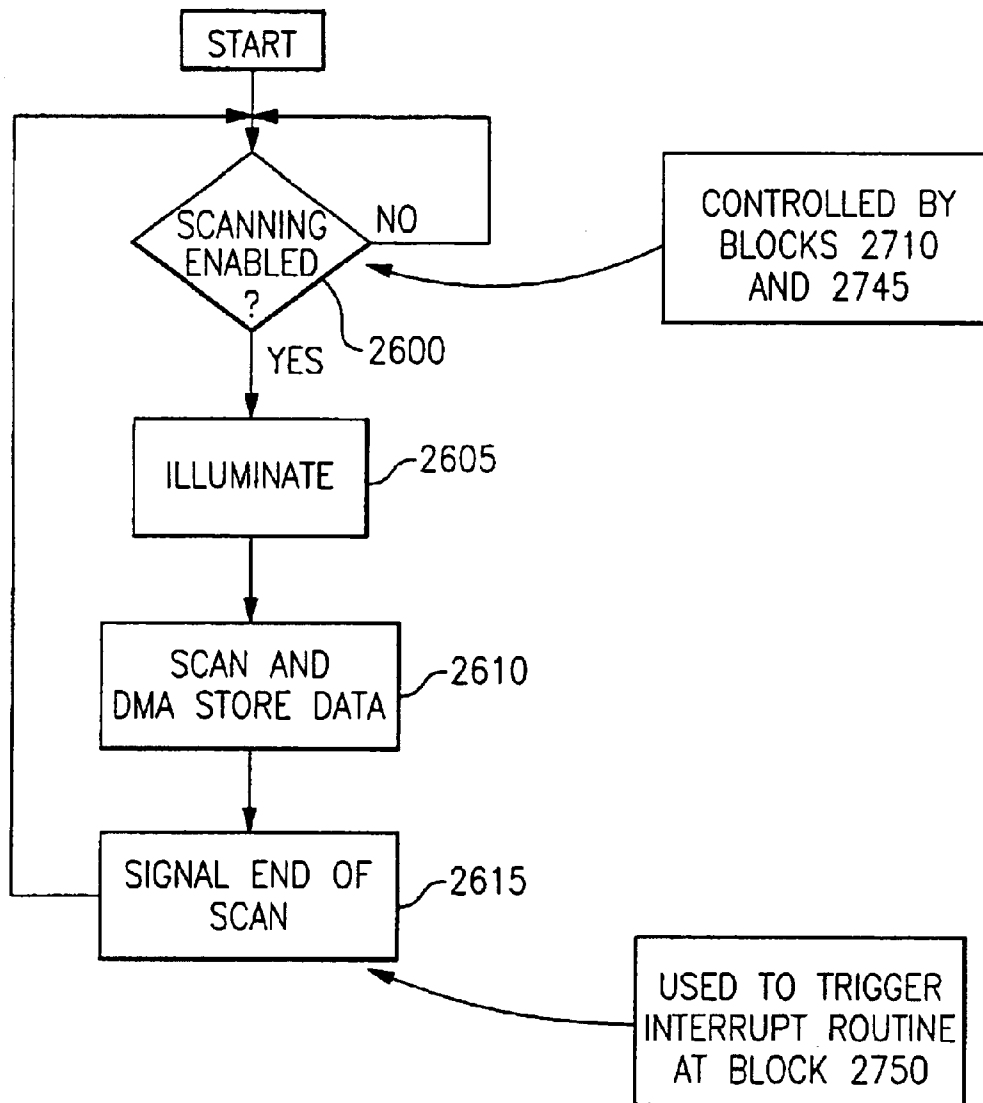 START
SCANNING
ENABLED
?
NO
CONTROLLED BY
BLOCKS 2710
AND 2745
2600
YES
ILLUMINATE
2605
SCAN AND
DMA STORE DATA
2610
SIGNAL END OF
SCAN
2615
USED TO TRIGGER
INTERRUPT ROUTINE
AT BLOCK 2750